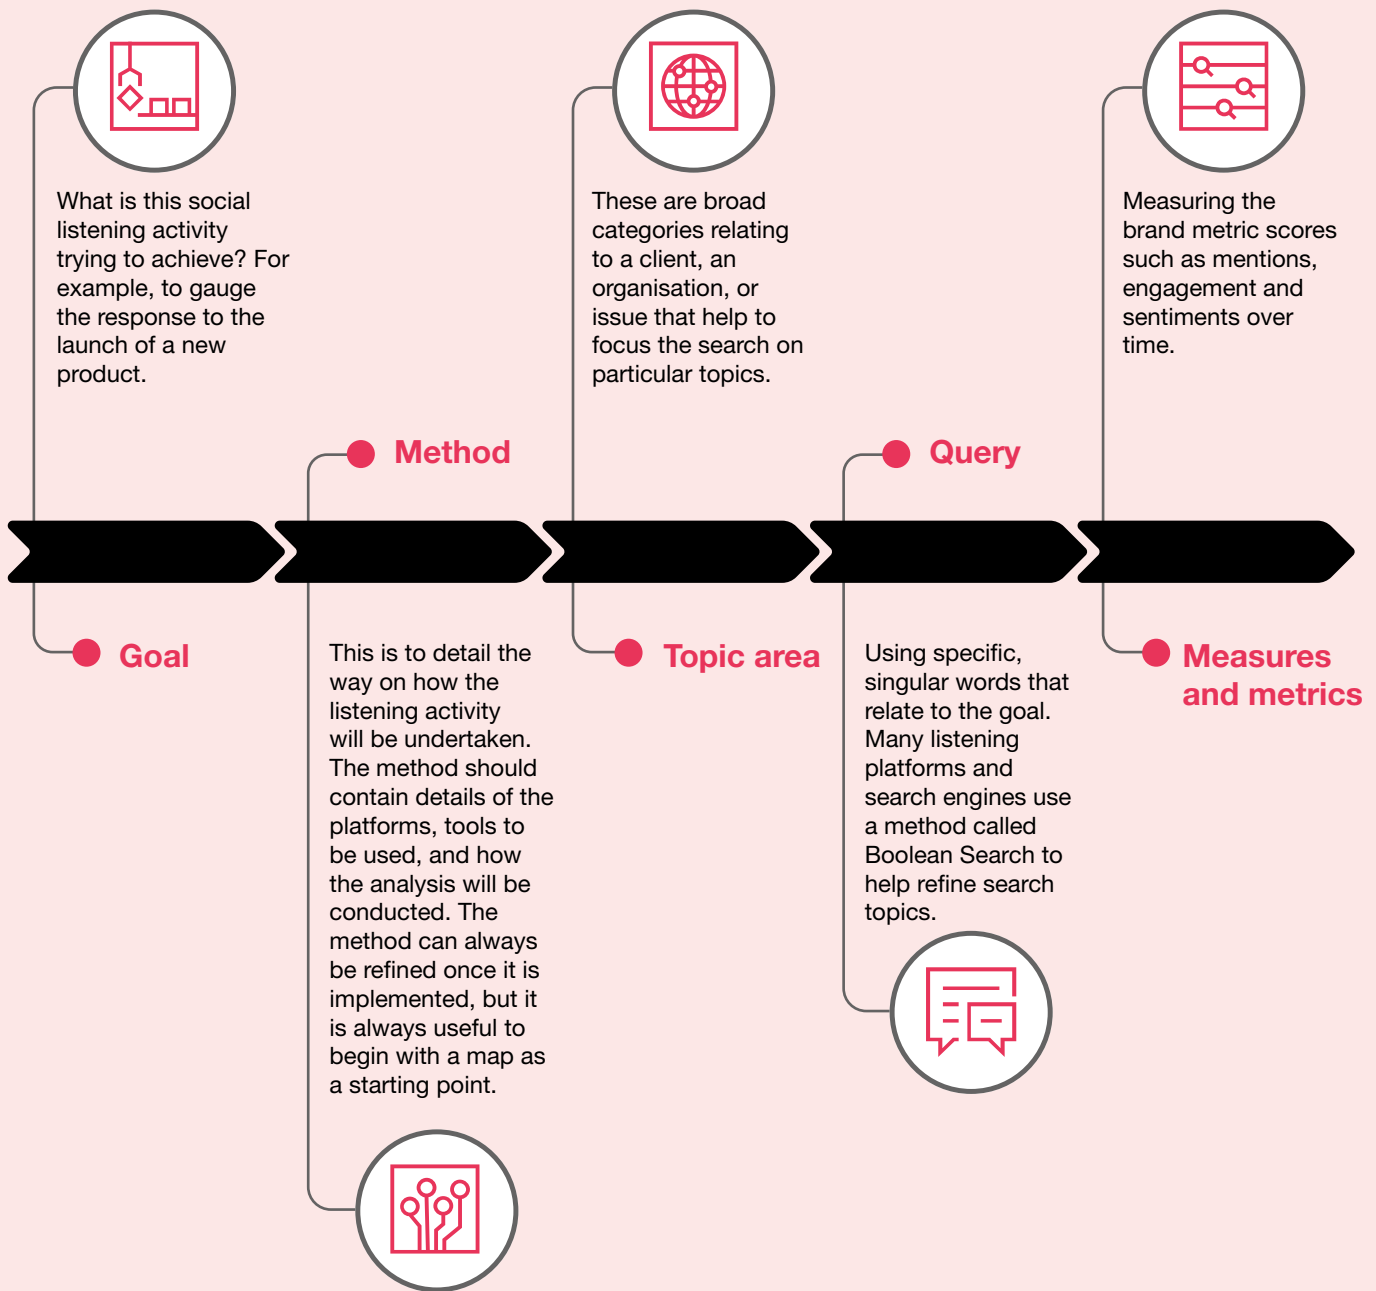 What is this social
listening activity
trying to achieve? For
example, to gauge
the response to the
launch of a new
product.
Goal
Method
This is to detail the
way on how the
listening activity
will be undertaken.
The method should
contain details of the
platforms, tools to
be used, and how
the analysis will be
conducted. The
method can always
be refined once it is
implemented, but it
is always useful to
begin with a map as
a starting point.
These are broad
categories relating
to a client, an
organisation, or
issue that help to
focus the search on
particular topics.
Topic area
Query
Using specific,
singular words that
relate to the goal.
Many listening
platforms and
search engines use
a method called
Boolean Search to
help refine search
topics.
Measuring the
brand metric scores
such as mentions,
engagement and
sentiments over
time.
Measures
and metrics